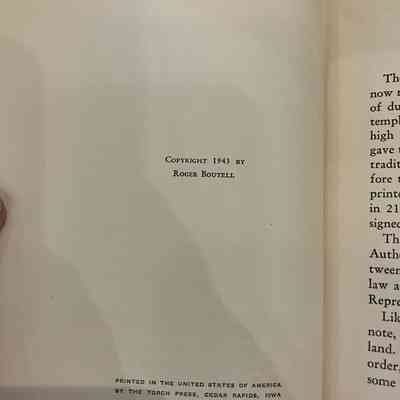 Copyright 1943 by
Roger Boutell
PRINTED IN THE UNITED STATES OF AMERICA
BY THE TORCH PRESS, CEDAR RAPIDS, IOWA
Th
now
of du
templ
high
gave
tradit
fore
printe
in 21
signed
Th
Autho
tween
law a
Repre
Lik
note,
land.
order,
some